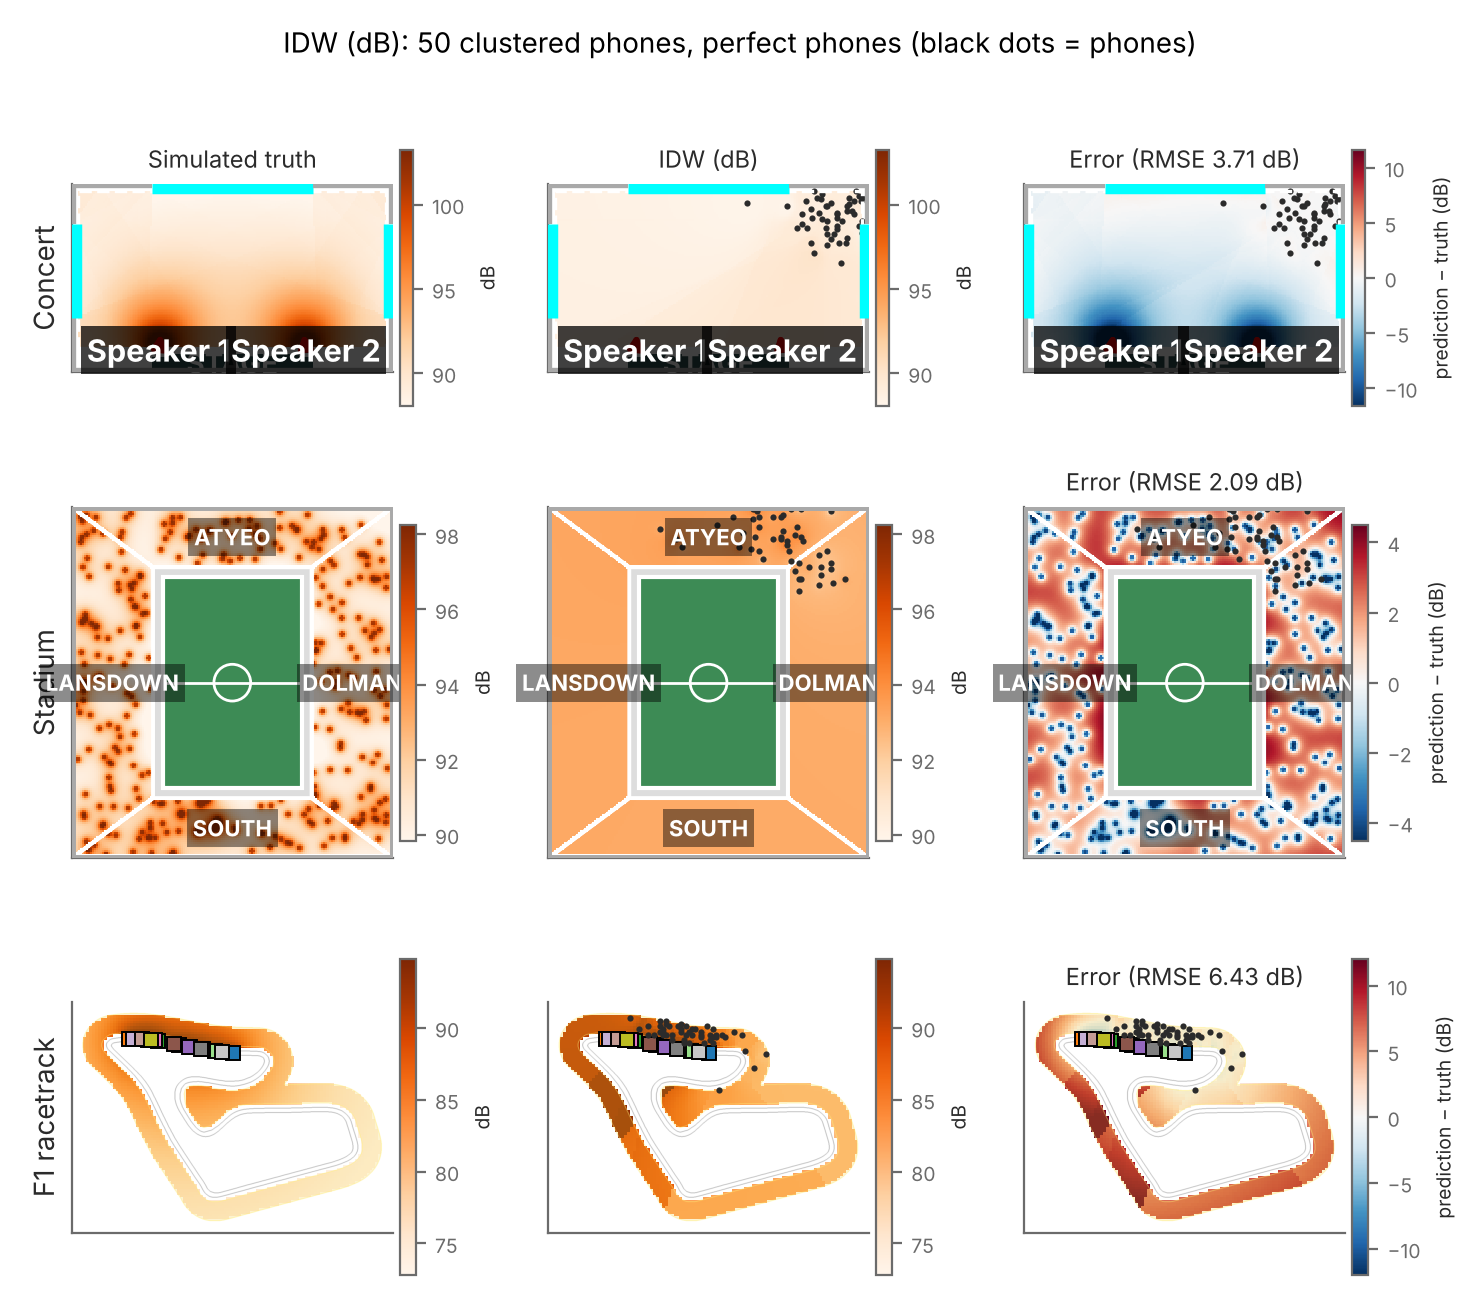 IDW (dB): 50 clustered phones, perfect phones (black dots = phones)
Simulated truth
IDW (dB)
Error (RMSE 3.71 dB)
Concert
Speaker 1
Speaker 2
100
95
90
dB
Speaker 1
Speaker 2
100
95
90
dB
Speaker 1
Speaker 2
10
5
0
−5
−10
prediction − truth (dB)
Error (RMSE 2.09 dB)
Stadium
ATYEO
LANSDOWN
DOLMAN
SOUTH
98
96
94
92
90
dB
ATYEO
LANSDOWN
DOLMAN
SOUTH
98
96
94
92
90
dB
ATYEO
LANSDOWN
DOLMAN
SOUTH
4
2
0
−2
−4
prediction − truth (dB)
Error (RMSE 6.43 dB)
F1 racetrack
90
85
80
75
dB
90
85
80
75
dB
10
5
0
−5
−10
prediction − truth (dB)